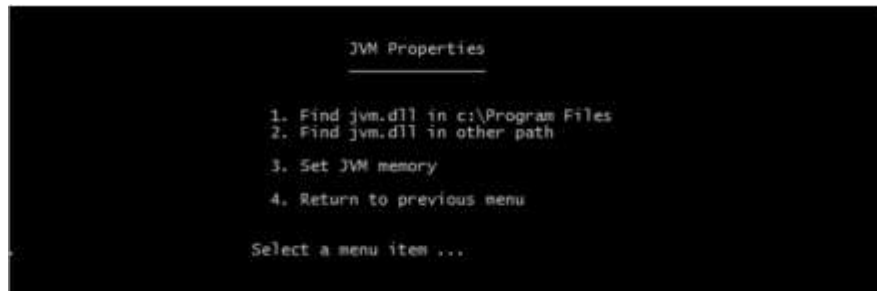 JVM Properties
1. Find jvm.dll in c:\Program Files
2. Find jvm.dll in other path
3. Set JVM memory
4. Return to previous menu
Select a menu item ...